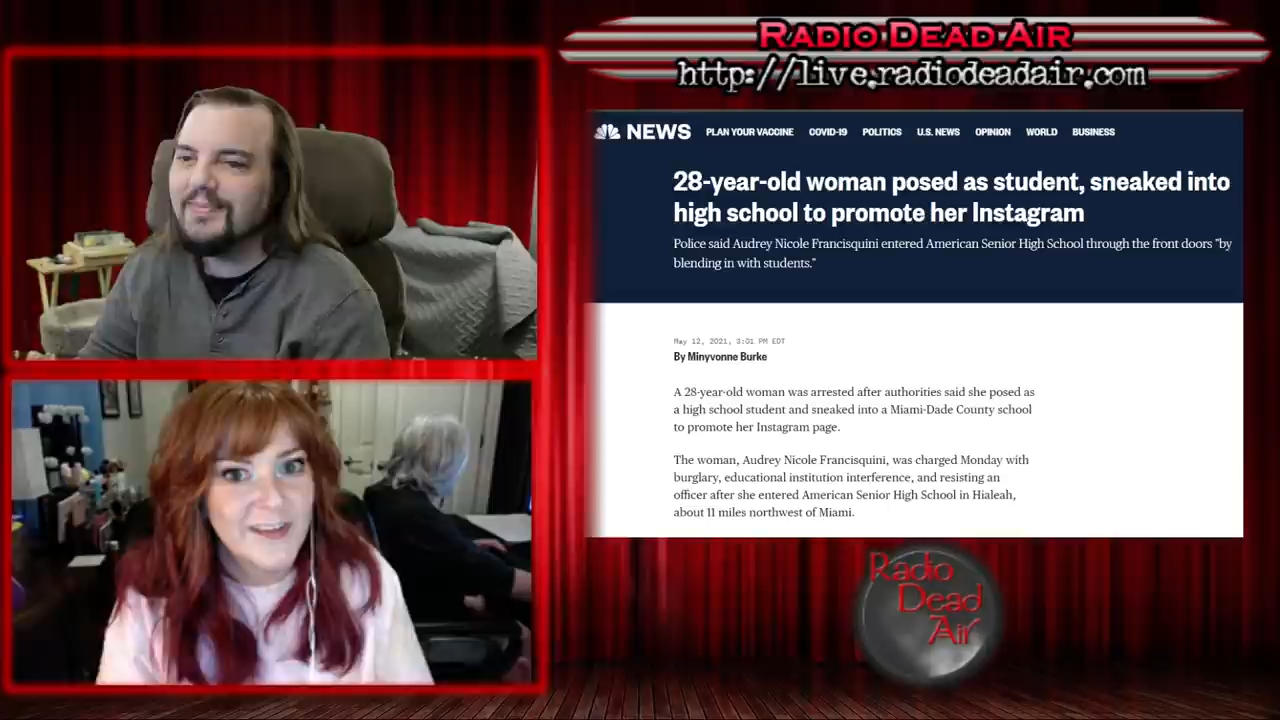 RADIO DEAD AIR
http://live.radiodeadair.com
NEWS PLAN YOUR VACCINE COVID-19 POLITICS U.S. NEWS OPINION WORLD BUSINESS
28-year-old woman posed as student, sneaked into
high school to promote her Instagram
Police said Audrey Nicole Francisquini entered American Senior High School through the front doors "by
blending in with students."
May 12, 2021, 3:01 PM EDT
By Minyvonne Burke
A 28-year-old woman was arrested after authorities said she posed as
a high school student and sneaked into a Miami-Dade County school
to promote her Instagram page.
The woman, Audrey Nicole Francisquini, was charged Monday with
burglary, educational institution interference, and resisting an
officer after she entered American Senior High School in Hialeah,
about 11 miles northwest of Miami.
Radio
Dead
Air